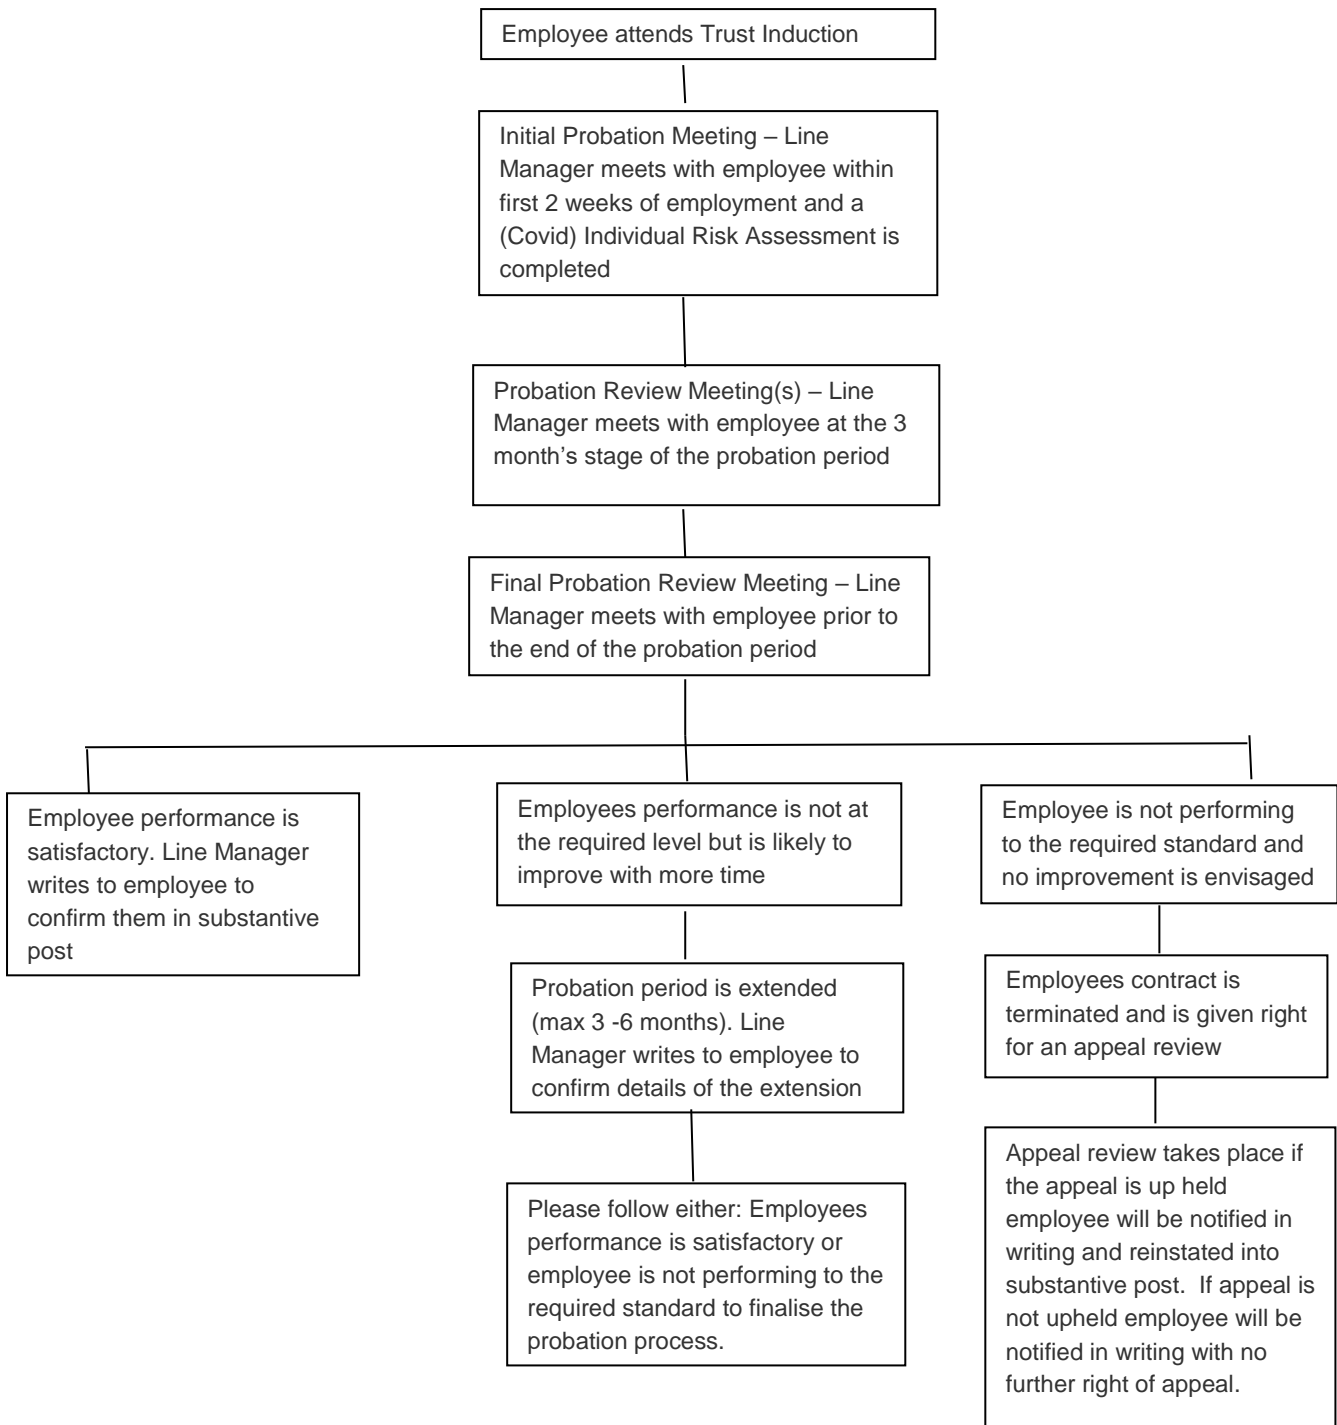 Employee attends Trust Induction
Initial Probation Meeting – Line
Manager meets with employee within
first 2 weeks of employment and a
(Covid) Individual Risk Assessment is
completed
Probation Review Meeting(s) – Line
Manager meets with employee at the 3
month’s stage of the probation period
Final Probation Review Meeting – Line
Manager meets with employee prior to
the end of the probation period
Employee performance is
satisfactory. Line Manager
writes to employee to
confirm them in substantive
post
Employees performance is not at
the required level but is likely to
improve with more time
Probation period is extended
(max 3 -6 months). Line
Manager writes to employee to
confirm details of the extension
Please follow either: Employees
performance is satisfactory or
employee is not performing to the
required standard to finalise the
probation process.
Employee is not performing
to the required standard and
no improvement is envisaged
Employees contract is
terminated and is given right
for an appeal review
Appeal review takes place if
the appeal is up held
employee will be notified in
writing and reinstated into
substantive post.  If appeal is
not upheld employee will be
notified in writing with no
further right of appeal.